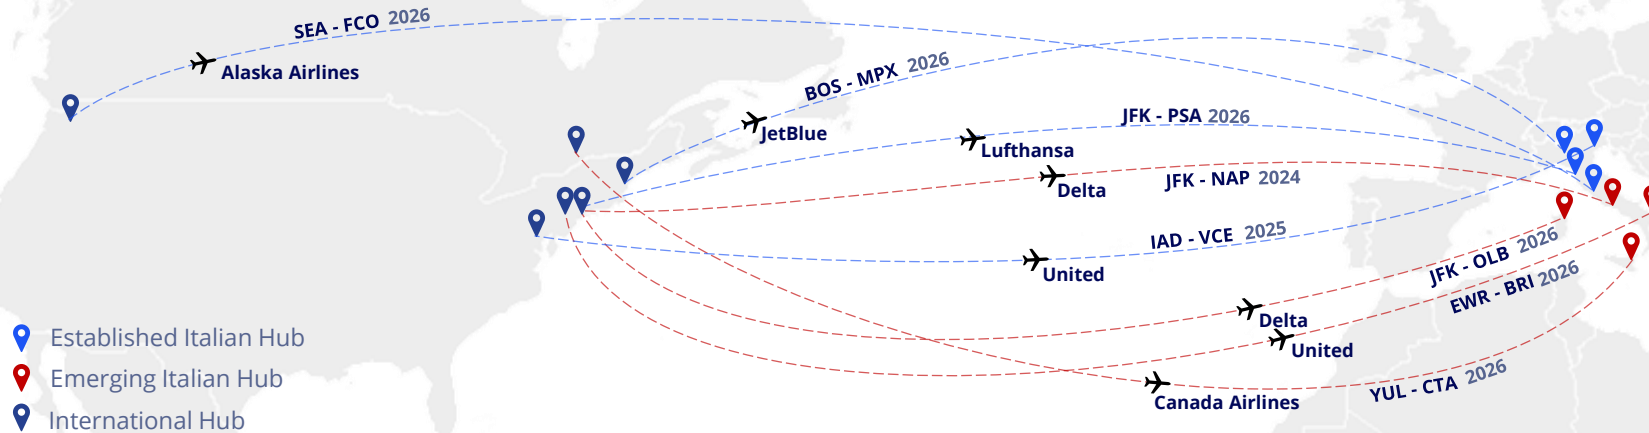 SEA - FCO 2026
Alaska Airlines
BOS - MPX 2026
JetBlue
JFK - PSA 2026
Lufthansa
Delta
JFK - NAP 2024
IAD - VCE 2025
United
JFK - OLB 2026
EWR - BRI 2026
Delta
United
YUL - CTA 2026
Canada Airlines
Established Italian Hub
Emerging Italian Hub
International Hub